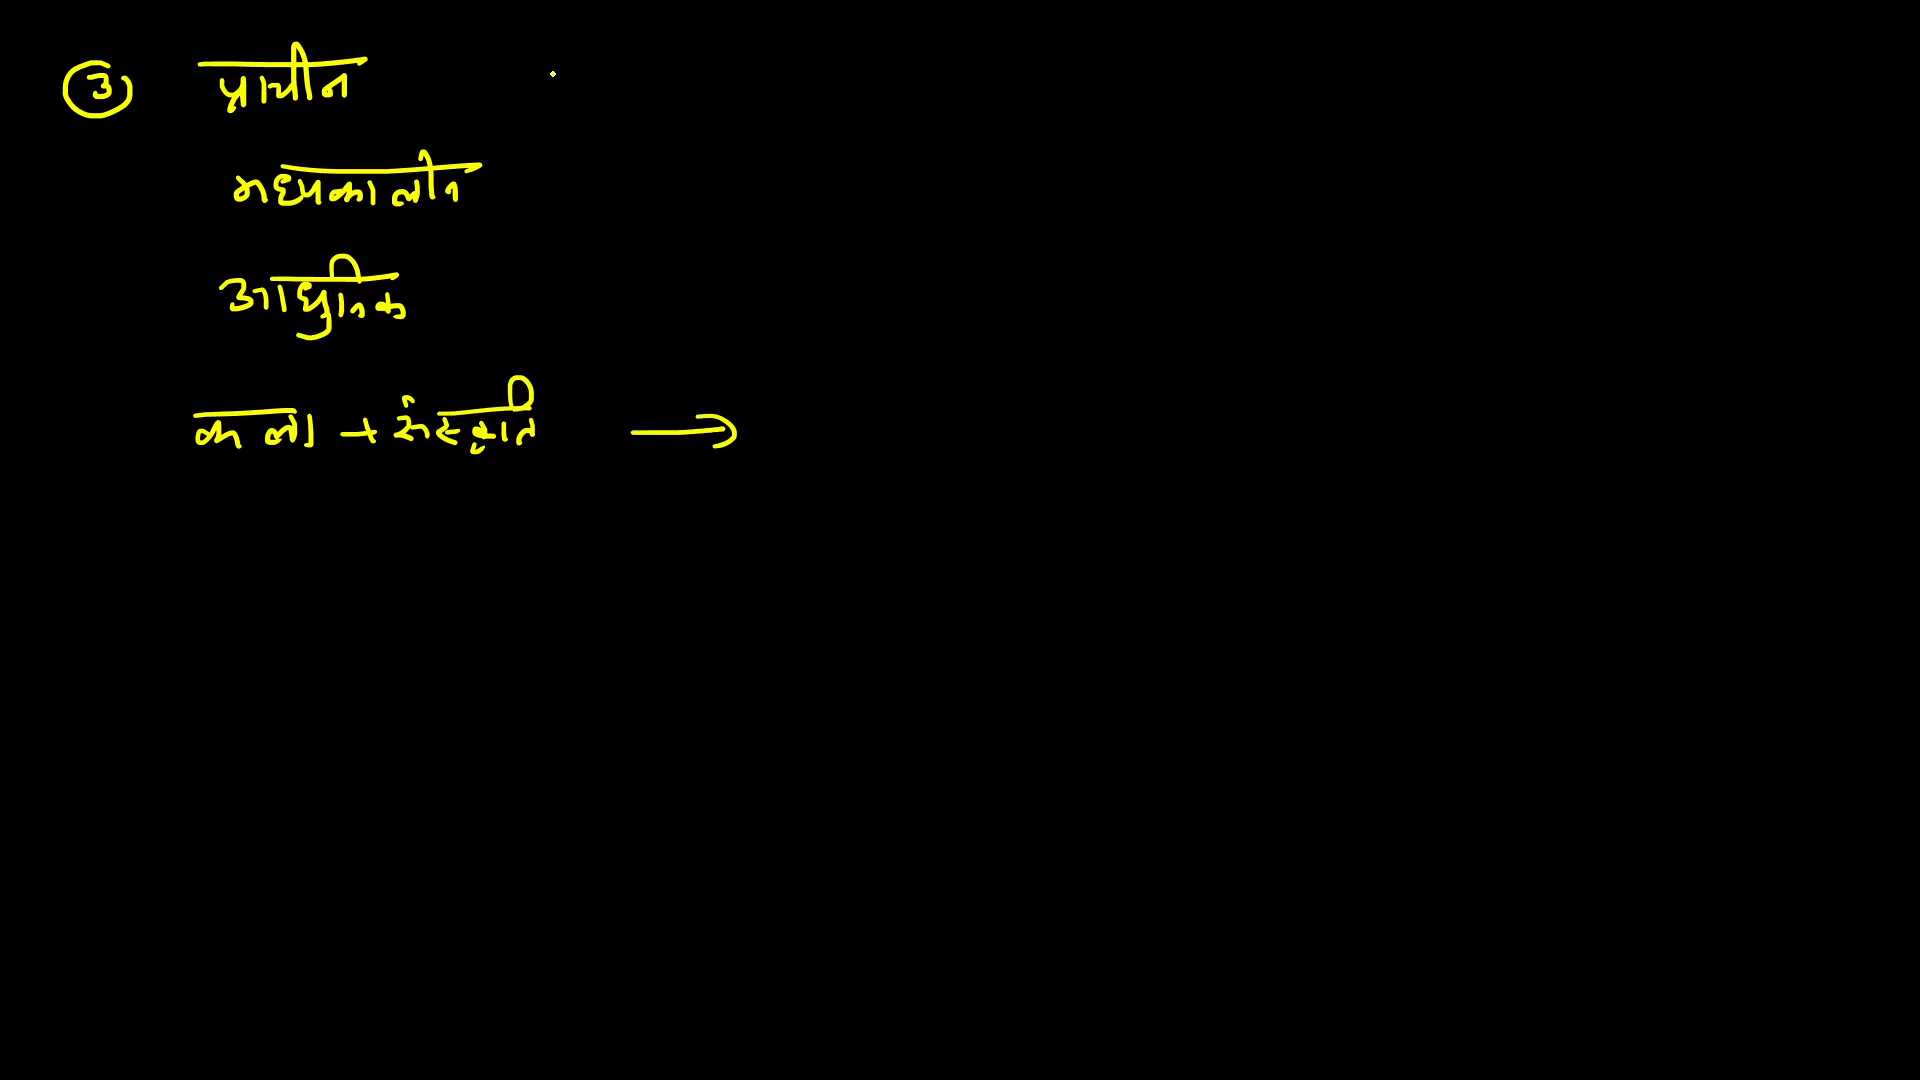 ③ प्राचीन
मध्यकालीन
आधुनिक
कला + संस्कृति →